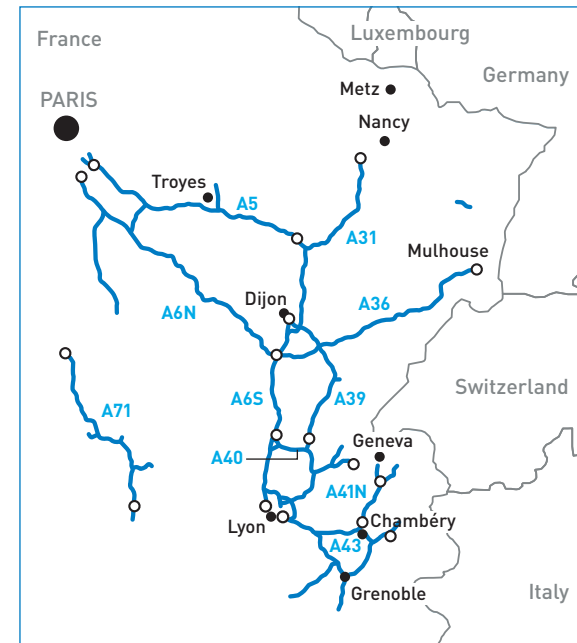 France
Luxembourg
Germany
Metz
PARIS
Nancy
Troyes
A5
A31
Mulhouse
Dijon
A36
A6N
Switzerland
A6S
A39
A71
Geneva
A40
A41N
Lyon
Chambéry
A43
Grenoble
Italy